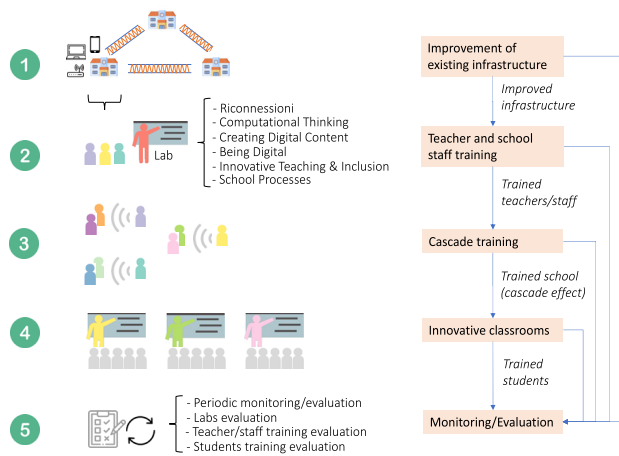 1
Improvement of
existing infrastructure
Improved
infrastructure
2
Lab
- Riconnessioni
- Computational Thinking
- Creating Digital Content
- Being Digital
- Innovative Teaching & Inclusion
- School Processes
Teacher and school
staff training
Trained
teachers/staff
3
Cascade training
Trained school
(cascade effect)
4
Innovative classrooms
Trained
students
5
- Periodic monitoring/evaluation
- Labs evaluation
- Teacher/staff training evaluation
- Students training evaluation
Monitoring/Evaluation